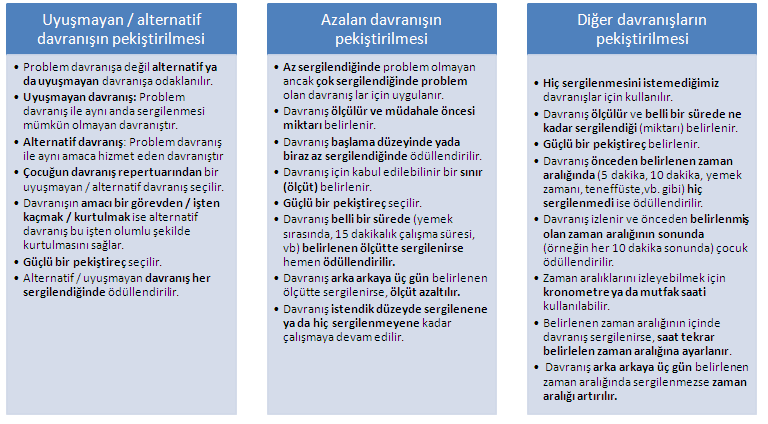 Uyuşmayan / alternatif
davranışın pekiştirilmesi
• Problem davranışa değil alternatif ya
da uyuşmayan davranışa odaklanılır.
• Uyuşmayan davranış: Problem
davranış ile aynı anda sergilenmesi
mümkün olmayan davranıştır.
• Alternatif davranış: Problem davranış
ile aynı amaca hizmet eden davranıştır
• Çocuğun davranış repertuarından bir
uyuşmayan / alternatif davranış seçilir.
• Davranışın amacı bir görevden / işten
kaçmak / kurtulmak ise alternatif
davranış bu işten olumlu şekilde
kurtulmasını sağlar.
• Güçlü bir pekiştireç seçilir.
• Alternatif / uyuşmayan davranış her
sergilendiğinde ödüllendirilir.
Azalan davranışın
pekiştirilmesi
• Az sergilendiğinde problem olmayan
ancak çok sergilendiğinde problem
olan davranış lar için uygulanır.
• Davranış ölçülür ve müdahale öncesi
miktarı belirlenir.
• Davranış başlama düzeyinde yada
biraz az sergilendiğinde ödüllendirilir.
• Davranış için kabul edilebilinir bir sınır
(ölçüt) belirlenir.
• Güçlü bir pekiştireç seçilir.
• Davranış belli bir sürede (yemek
sırasında, 15 dakikalık çalışma süresi,
vb) belirlenen ölçütte sergilenirse
hemen ödüllendirilir.
• Davranış arka arkaya üç gün belirlenen
ölçütte sergilenirse, ölçüt azaltılır.
• Davranış istendik düzeyde sergilenene
ya da hiç sergilenmeyene kadar
çalışmaya devam edilir.
Diğer davranışların
pekiştirilmesi
• Hiç sergilenmesini istemediğimiz
davranışlar için kullanılır.
• Davranış ölçülür ve belli bir sürede ne
kadar sergilendiği (miktarı) belirlenir.
• Güçlü bir pekiştireç belirlenir.
• Davranış önceden belirlenen zaman
aralığında (5 dakika, 10 dakika, yemek
zamanı, teneffüste,vb. gibi) hiç
sergilenmedi ise ödüllendirilir.
• Davranış izlenir ve önceden belirlenmiş
olan zaman aralığının sonunda
(örneğin her 10 dakika sonunda) çocuk
ödüllendirilir.
• Zaman aralıklarını izleyebilmek için
kronometre ya da mutfak saati
kullanılabilir.
• Belirlenen zaman aralığının içinde
davranış sergilenirse, saat tekrar
belirlelen zaman aralığına ayarlanır.
• Davranış arka arkaya üç gün belirlenen
zaman aralığında sergilenmezse zaman
aralığı artırılır.